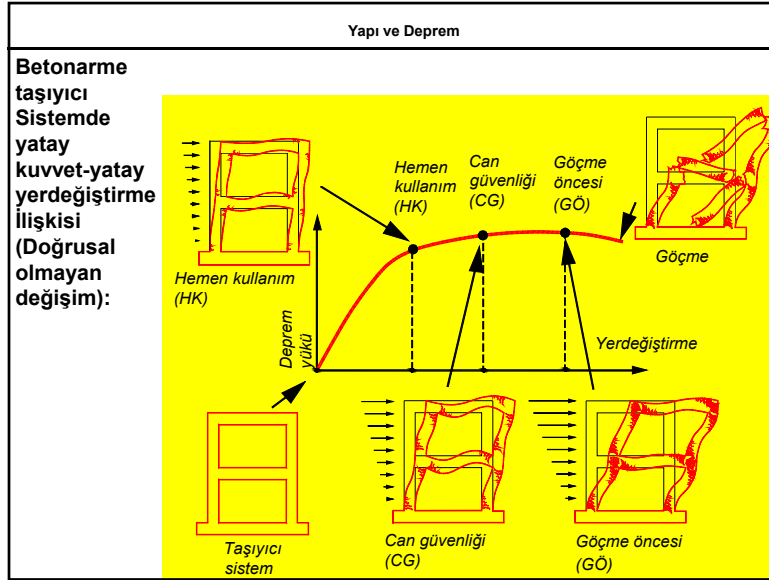 Yapı ve Deprem
Betonarme
taşıyıcı
Sistemde
yatay
kuvvet-yatay
yerdeğiştirme
İlişkisi
(Doğrusal
olmayan
değişim):
Hemen kullanım
(HK)
Hemen
kullanım
(HK)
Can
güvenliği
(CG)
Göçme
öncesi
(GÖ)
Göçme
Deprem
yükü
Yerdeğiştirme
Taşıyıcı
sistem
Can güvenliği
(CG)
Göçme öncesi
(GÖ)